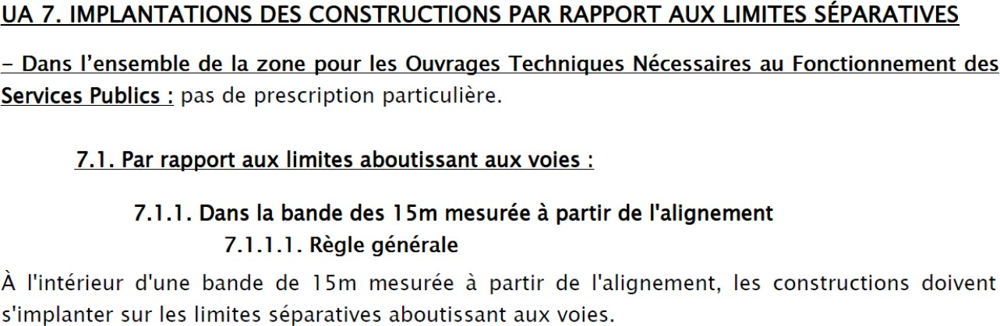 UA 7. IMPLANTATIONS DES CONSTRUCTIONS PAR RAPPORT AUX LIMITES SÉPARATIVES
- Dans l’ensemble de la zone pour les Ouvrages Techniques Nécessaires au Fonctionnement des
Services Publics : pas de prescription particulière.
7.1. Par rapport aux limites aboutissant aux voies :
7.1.1. Dans la bande des 15m mesurée à partir de l'alignement
7.1.1.1. Règle générale
À l'intérieur d'une bande de 15m mesurée à partir de l'alignement, les constructions doivent
s'implanter sur les limites séparatives aboutissant aux voies.